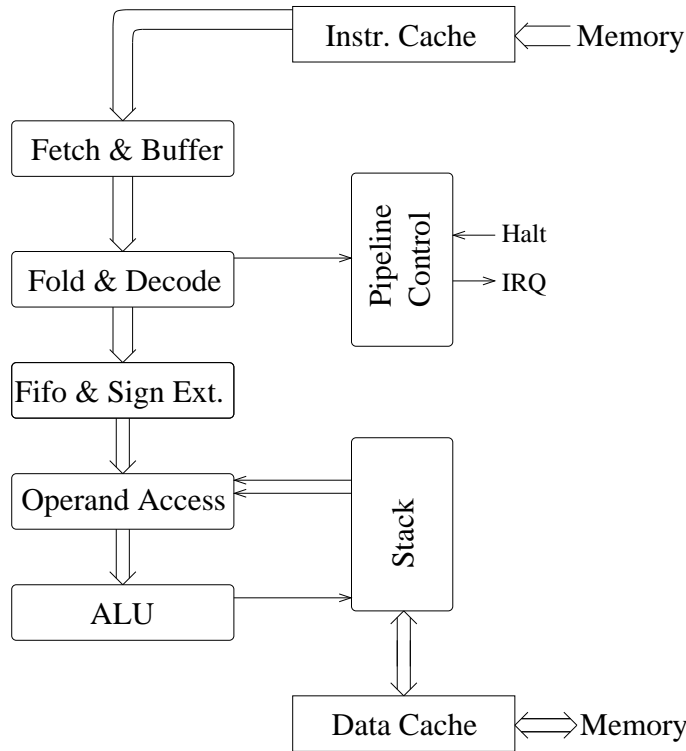 Instr. Cache
Memory
Fetch & Buffer
Pipeline
Control
Halt
IRQ
Fold & Decode
Fifo & Sign Ext.
Operand Access
Stack
ALU
Data Cache
Memory